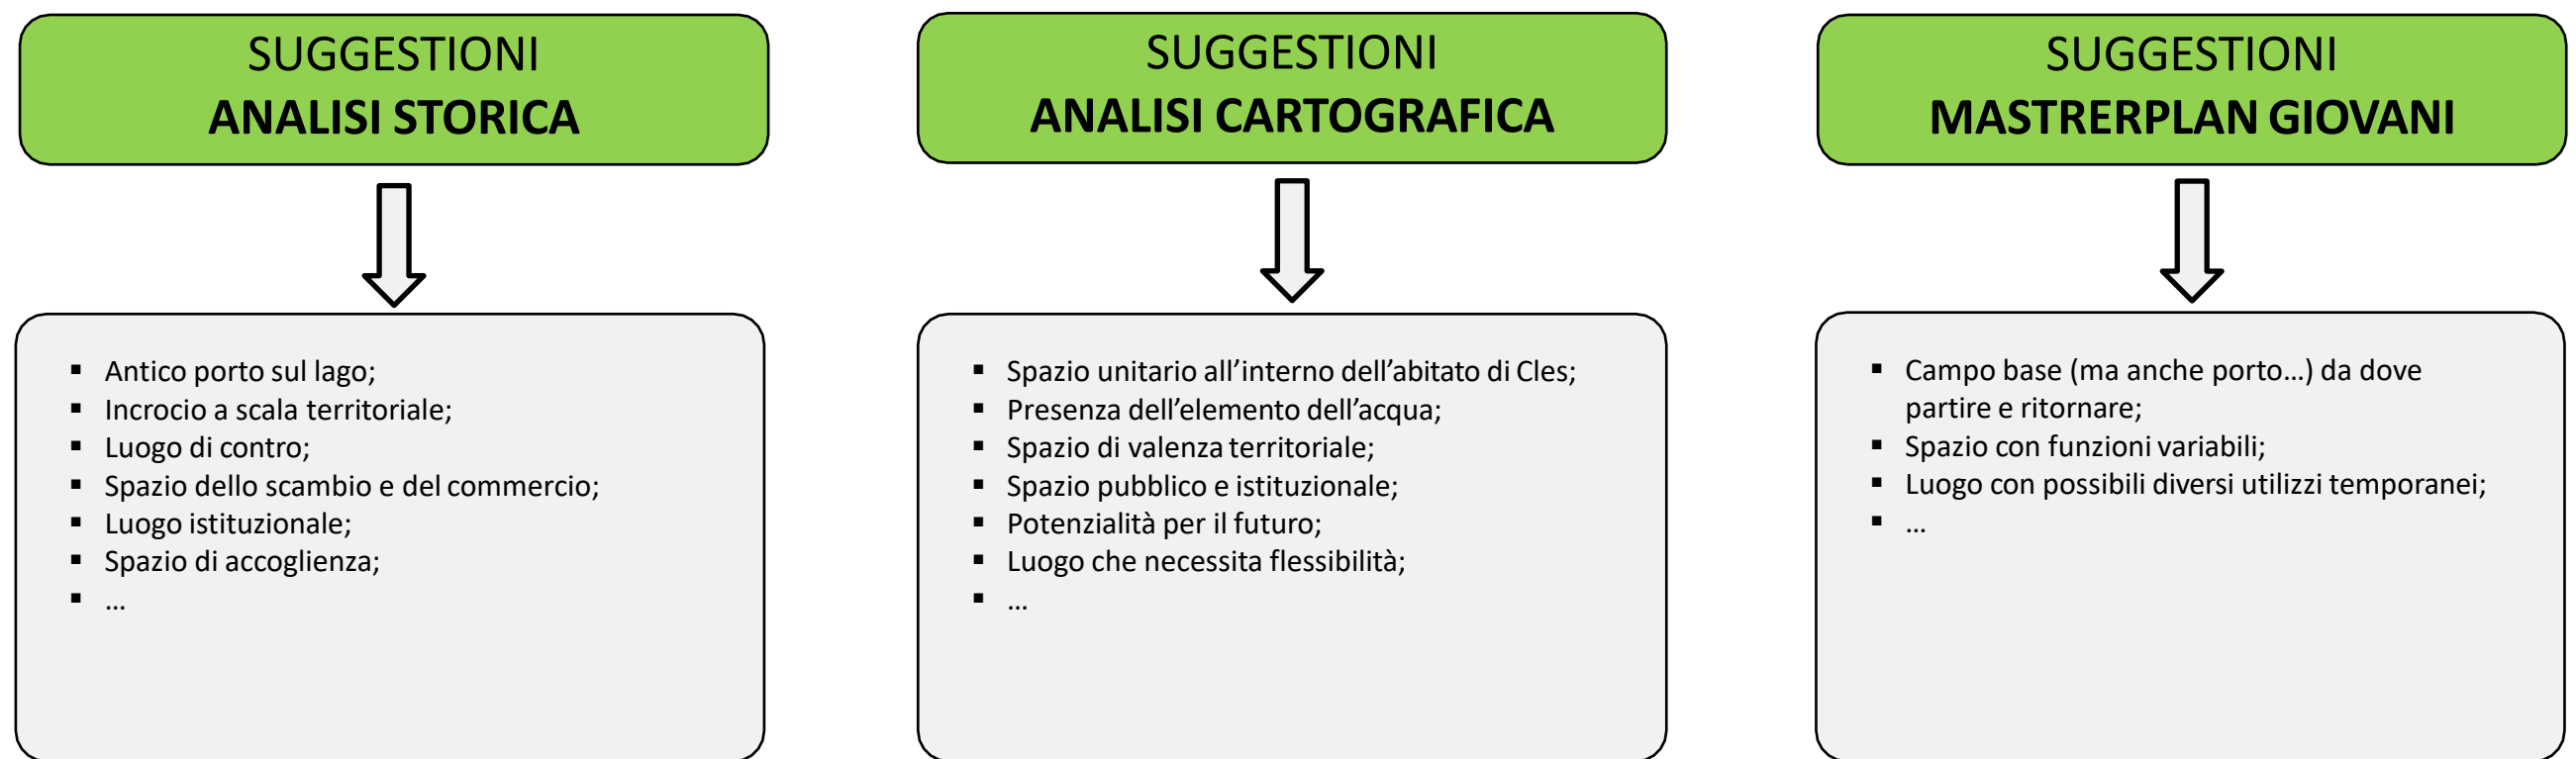 SUGGESTIONI
ANALISI STORICA
▪ Antico porto sul lago;
▪ Incrocio a scala territoriale;
▪ Luogo di contro;
▪ Spazio dello scambio e del commercio;
▪ Luogo istituzionale;
▪ Spazio di accoglienza;
▪ …
SUGGESTIONI
ANALISI CARTOGRAFICA
▪ Spazio unitario all’interno dell’abitato di Cles;
▪ Presenza dell’elemento dell’acqua;
▪ Spazio di valenza territoriale;
▪ Spazio pubblico e istituzionale;
▪ Potenzialità per il futuro;
▪ Luogo che necessita flessibilità;
▪ …
SUGGESTIONI
MASTRERPLAN GIOVANI
▪ Campo base (ma anche porto…) da dove
partire e ritornare;
▪ Spazio con funzioni variabili;
▪ Luogo con possibili diversi utilizzi temporanei;
▪ …